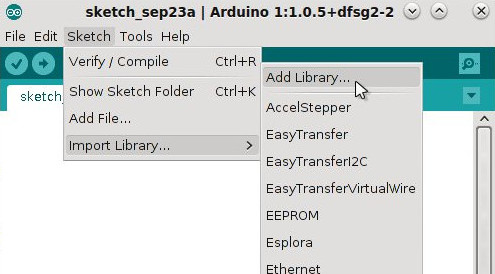 sketch_sep23a | Arduino 1:1.0.5+dfsg2-2
File Edit Sketch Tools Help
Verify / Compile Ctrl+R
Show Sketch Folder Ctrl+K
Add File...
Import Library...
sketch_
Add Library...
AccelStepper
EasyTransfer
EasyTransferI2C
EasyTransferVirtualWire
EEPROM
Esplora
Ethernet